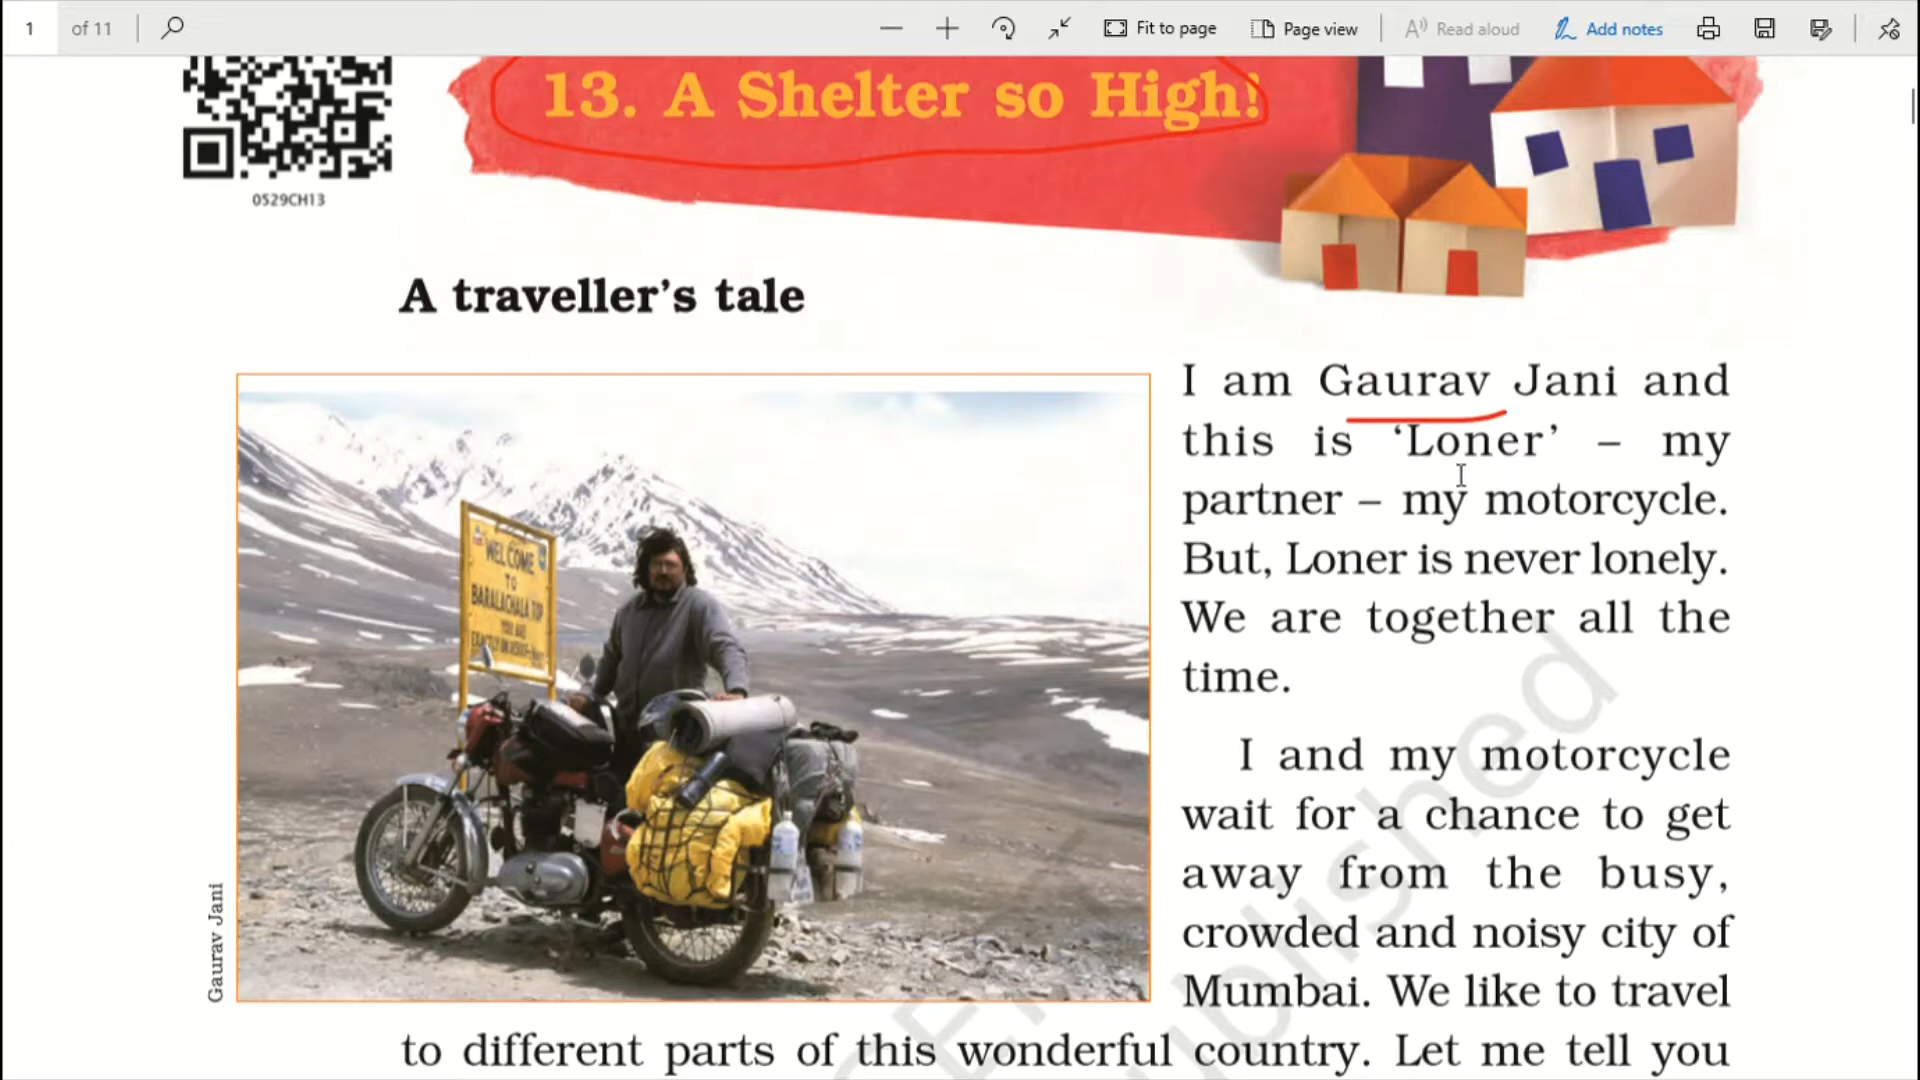 1 of 11
Fit to page
Page view
Read aloud
Add notes
0529CH13
13. A Shelter so High!
A traveller's tale
WELCOME
TO
BARALACHALA TOP
YOU ARE
Gaurav Jani
I am Gaurav Jani and
this is ‘Loner’ – my
partner – my motorcycle.
But, Loner is never lonely.
We are together all the
time.
I and my motorcycle
wait for a chance to get
away from the busy,
crowded and noisy city of
Mumbai. We like to travel
to different parts of this wonderful country. Let me tell you